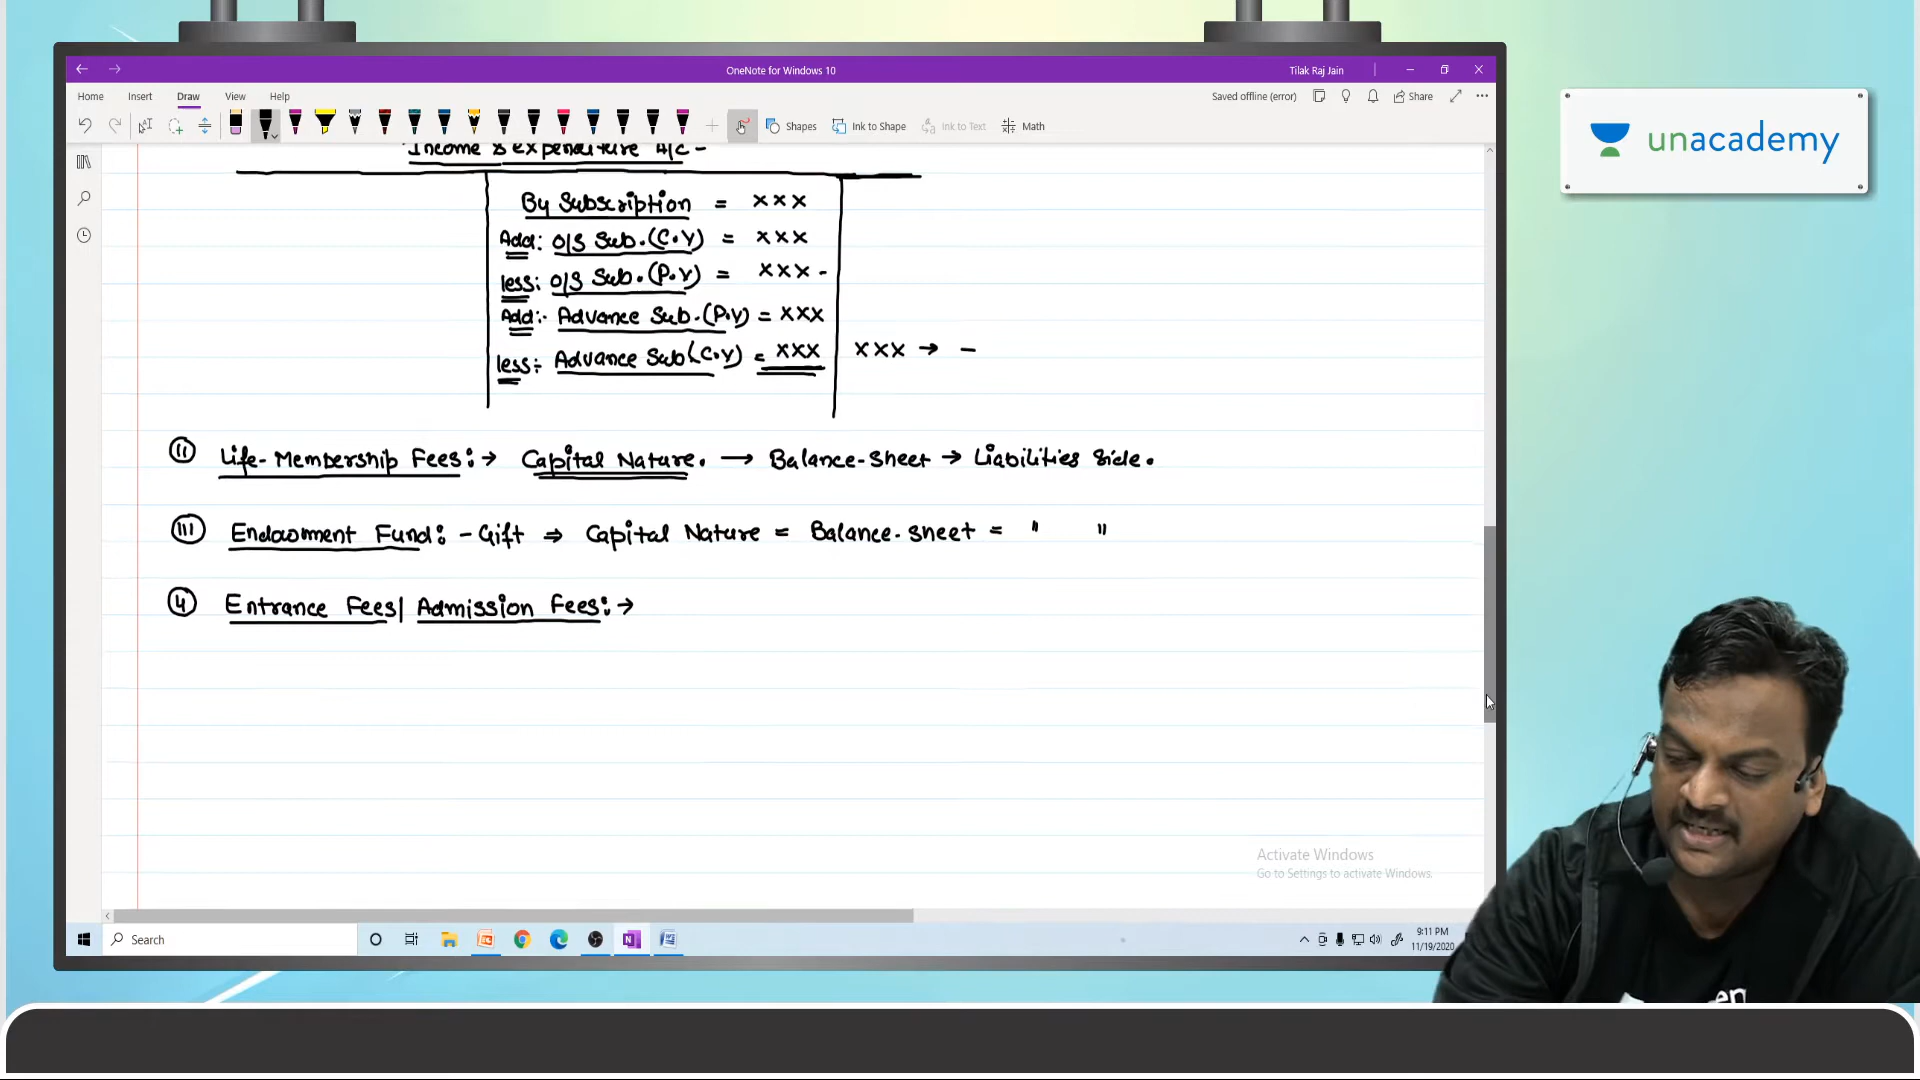 OneNote for Windows 10
Tilak Raj Jain
Home Insert Draw View Help
Saved offline (error)
Share
Shapes
Ink to Shape
Ink to Text
Math
unacademy
Income & Expenditure A/C -
By Subscription = xxx
Add: O/S Sub. (C.Y) = xxx
less: O/S Sub. (P.Y) = xxx -
Add:- Advance Sub. (P.Y) = xxx
less:- Advance Sub (C.Y) = xxx xxx → -
(ii) Life-Membership Fees: → Capital Nature. → Balance-Sheet → Liabilities Side.
(iii) Endowment Fund: - Gift ⇒ Capital Nature = Balance-sheet = " "
(4) Entrance Fees| Admission Fees: →
Activate Windows
Go to Settings to activate Windows.
Search
9:11 PM
11/19/2020